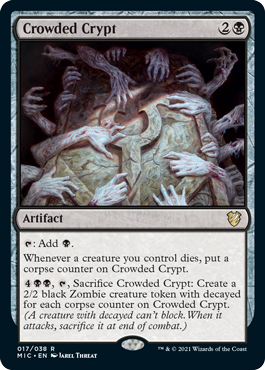 Crowded Crypt 2
Artifact
: Add .
Whenever a creature you control dies, put a
corpse counter on Crowded Crypt.
4 , , Sacrifice Crowded Crypt: Create a
2/2 black Zombie creature token with decayed
for each corpse counter on Crowded Crypt.
(A creature with decayed can't block. When it
attacks, sacrifice it at end of combat.)
017/038 R
MIC • EN JAREL THREAT
™ & © 2021 Wizards of the Coast